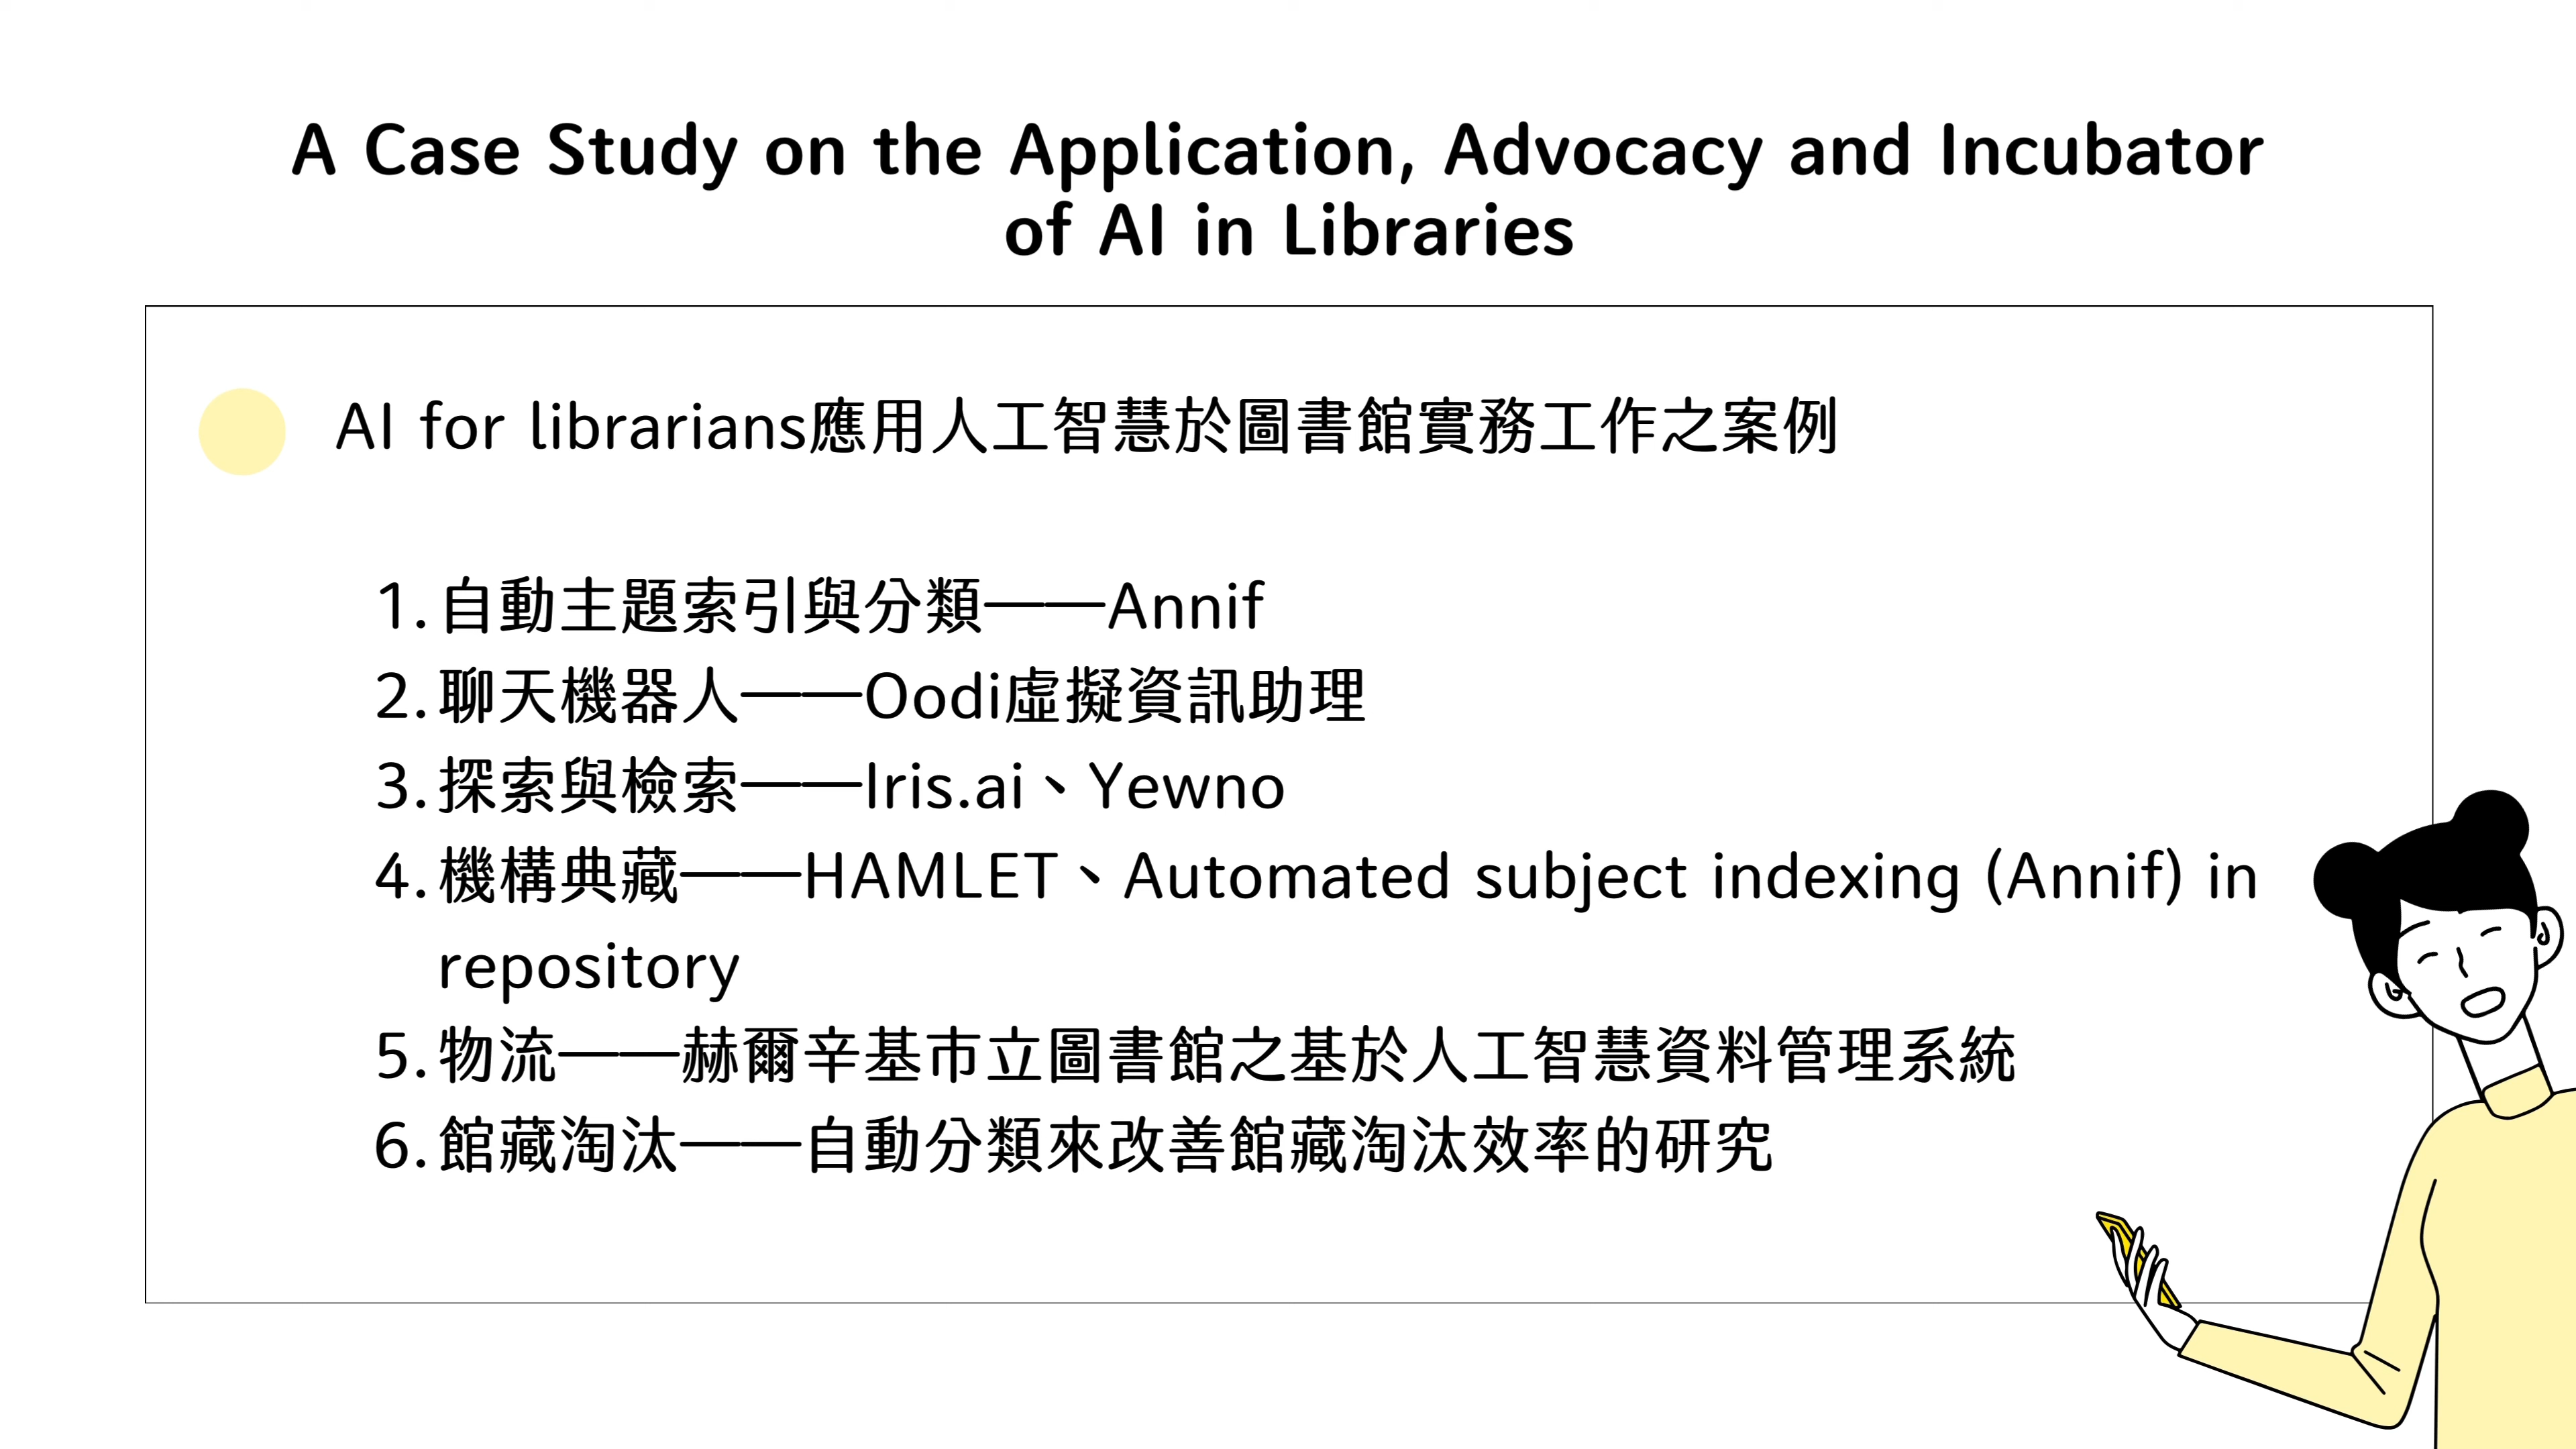 A Case Study on the Application, Advocacy and Incubator
of AI in Libraries
AI for librarians應用人工智慧於圖書館實務工作之案例
1. 自動主題索引與分類——Annif
2. 聊天機器人——Oodi虛擬資訊助理
3. 探索與檢索——Iris.ai、Yewno
4. 機構典藏——HAMLET、Automated subject indexing (Annif) in
repository
5. 物流——赫爾辛基市立圖書館之基於人工智慧資料管理系統
6. 館藏淘汰——自動分類來改善館藏淘汰效率的研究